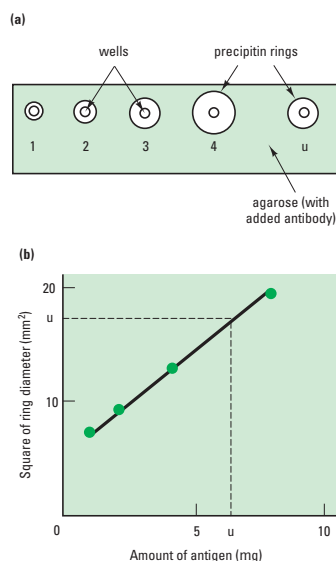 (a)
wells
precipitin rings
1 2 3 4 u
agarose (with
added antibody)
(b)
Square of ring diameter (mm²)
20
u
10
0 5 u 10
Amount of antigen (mg)